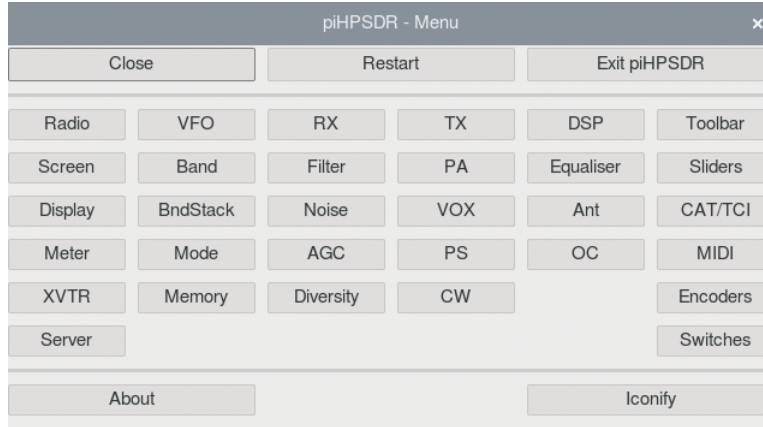 piHPSDR - Menu ×
Close Restart Exit piHPSDR
Radio VFO RX TX DSP Toolbar
Screen Band Filter PA Equaliser Sliders
Display BndStack Noise VOX Ant CAT/TCI
Meter Mode AGC PS OC MIDI
XVTR Memory Diversity CW Encoders
Server Switches
About Iconify